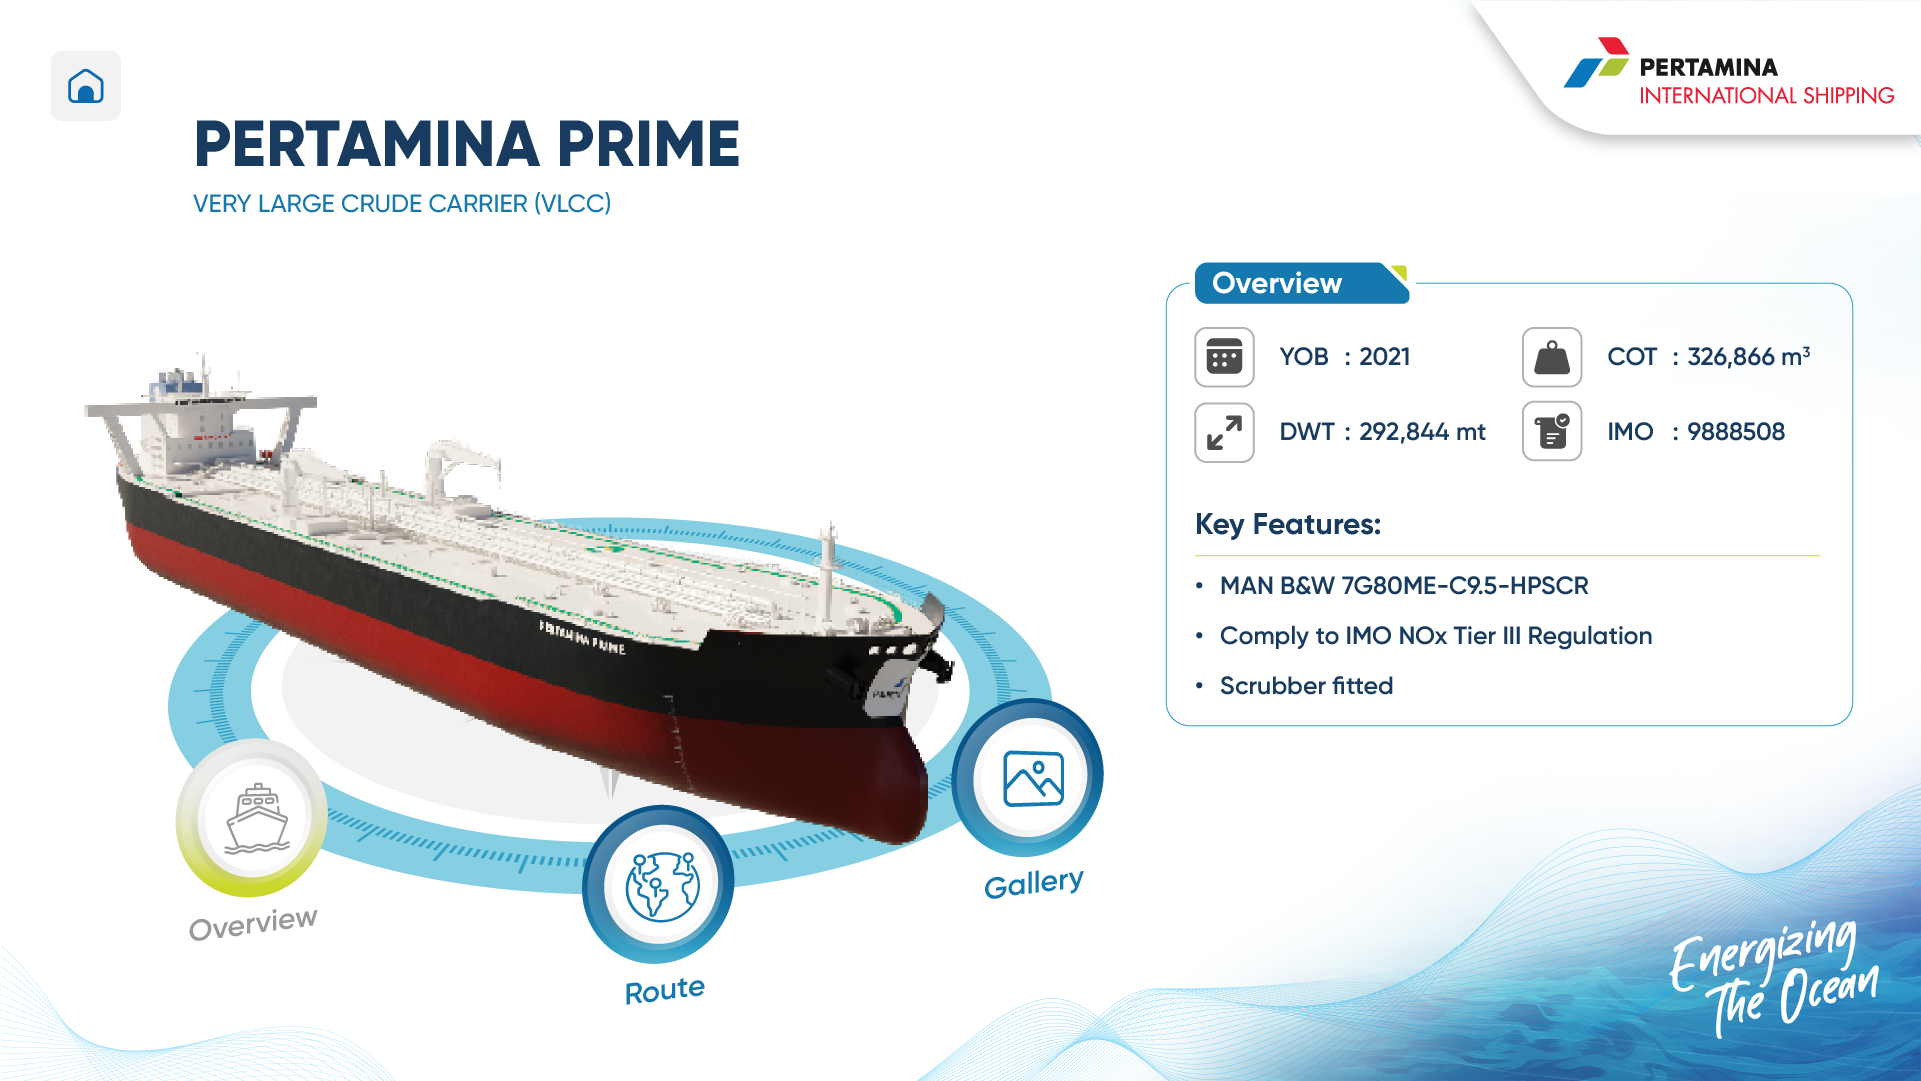 PERTAMINA
INTERNATIONAL SHIPPING
PERTAMINA PRIME
VERY LARGE CRUDE CARRIER (VLCC)
Overview
YOB : 2021
COT : 326,866 m³
DWT : 292,844 mt
IMO : 9888508
Key Features:
• MAN B&W 7G80ME-C9.5-HPSCR
• Comply to IMO NOx Tier III Regulation
• Scrubber fitted
PERTAMINA PRIME
Overview
Route
Gallery
Energizing
The Ocean